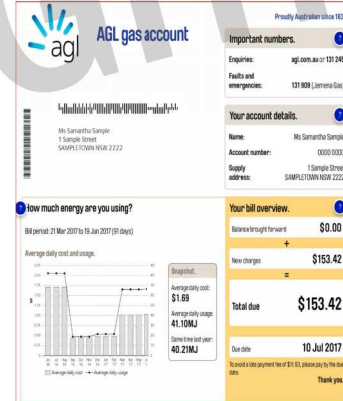 Proudly Australian since 183
agl
AGL gas account
Important numbers.
Enquiries: agl.com.au or 131 245
Faults and
emergencies: 131 909 (Jemena Gas)
Ms Samantha Sample
1 Sample Street
SAMPLETOWN NSW 2222
Your account details.
Name: Ms Samantha Sample
Account number: 0000 0000
Supply
address: 1 Sample Street
SAMPLETOWN NSW 2222
How much energy are you using?
Bill period: 21 Mar 2017 to 19 Jun 2017 (91 days)
Average daily cost and usage.
$
Average daily cost
Average daily usage
Snapshot.
Average daily cost:
$1.69
Average daily usage:
41.10MJ
Same time last year:
40.21MJ
Your bill overview.
Balance brought forward $0.00
+
New charges $153.42
=
Total due $153.42
Due date 10 Jul 2017
To avoid a late payment fee of $11.93, please pay by the due
date.
Thank you